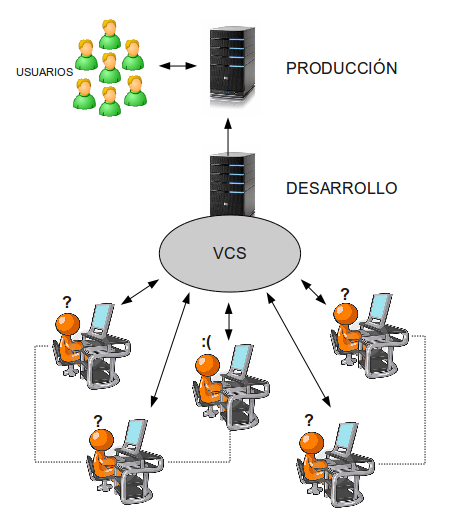 USUARIOS
PRODUCCIÓN
DESARROLLO
VCS
?
?
:(
?
?